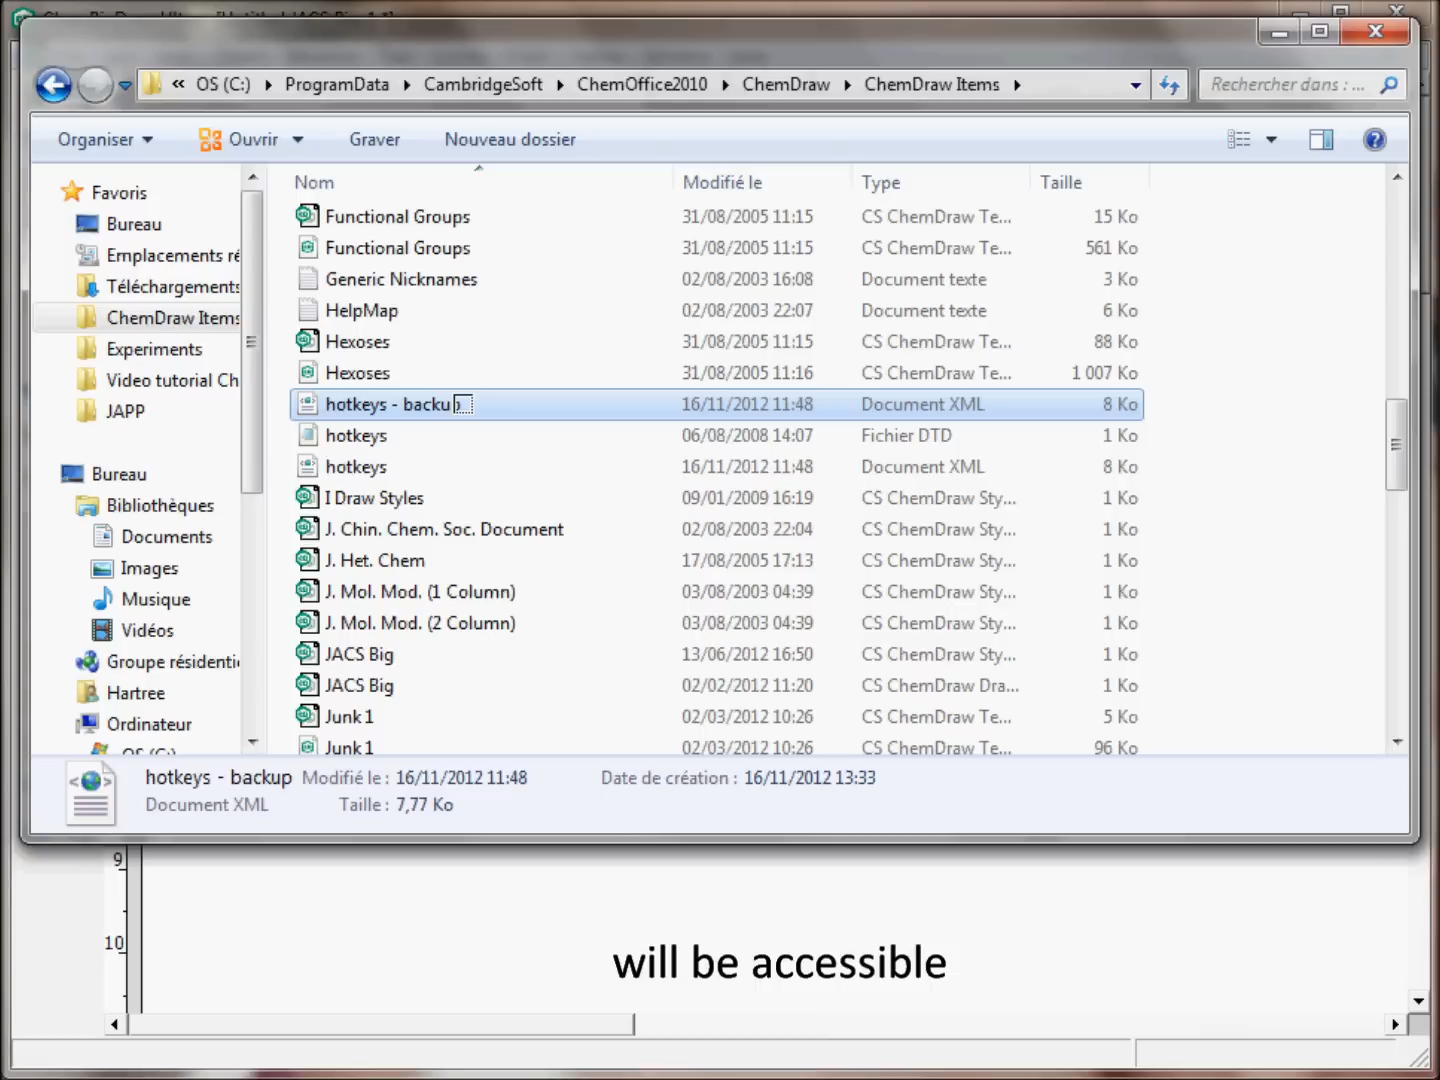 « OS (C:) ProgramData CambridgeSoft ChemOffice2010 ChemDraw ChemDraw Items Rechercher dans : ...
Organiser Ouvrir Graver Nouveau dossier
Favoris
Bureau
Emplacements ré
Téléchargements
ChemDraw Items
Experiments
Video tutorial Ch
JAPP
Bureau
Bibliothèques
Documents
Images
Musique
Vidéos
Groupe résidenti
Hartree
Ordinateur
OS (C:)
Nom Modifié le Type Taille
Functional Groups 31/08/2005 11:15 CS ChemDraw Te... 15 Ko
Functional Groups 31/08/2005 11:15 CS ChemDraw Te... 561 Ko
Generic Nicknames 02/08/2003 16:08 Document texte 3 Ko
HelpMap 02/08/2003 22:07 Document texte 6 Ko
Hexoses 31/08/2005 11:15 CS ChemDraw Te... 88 Ko
Hexoses 31/08/2005 11:16 CS ChemDraw Te... 1 007 Ko
hotkeys - backup 16/11/2012 11:48 Document XML 8 Ko
hotkeys 06/08/2008 14:07 Fichier DTD 1 Ko
hotkeys 16/11/2012 11:48 Document XML 8 Ko
I Draw Styles 09/01/2009 16:19 CS ChemDraw Sty... 1 Ko
J. Chin. Chem. Soc. Document 02/08/2003 22:04 CS ChemDraw Sty... 1 Ko
J. Het. Chem 17/08/2005 17:13 CS ChemDraw Sty... 1 Ko
J. Mol. Mod. (1 Column) 03/08/2003 04:39 CS ChemDraw Sty... 1 Ko
J. Mol. Mod. (2 Column) 03/08/2003 04:39 CS ChemDraw Sty... 1 Ko
JACS Big 13/06/2012 16:50 CS ChemDraw Sty... 1 Ko
JACS Big 02/02/2012 11:20 CS ChemDraw Dra... 1 Ko
Junk 1 02/03/2012 10:26 CS ChemDraw Te... 5 Ko
Junk 1 02/03/2012 10:26 CS ChemDraw Te... 96 Ko
hotkeys - backup Modifié le : 16/11/2012 11:48 Date de création : 16/11/2012 13:33
Document XML Taille : 7,77 Ko
9
10
will be accessible